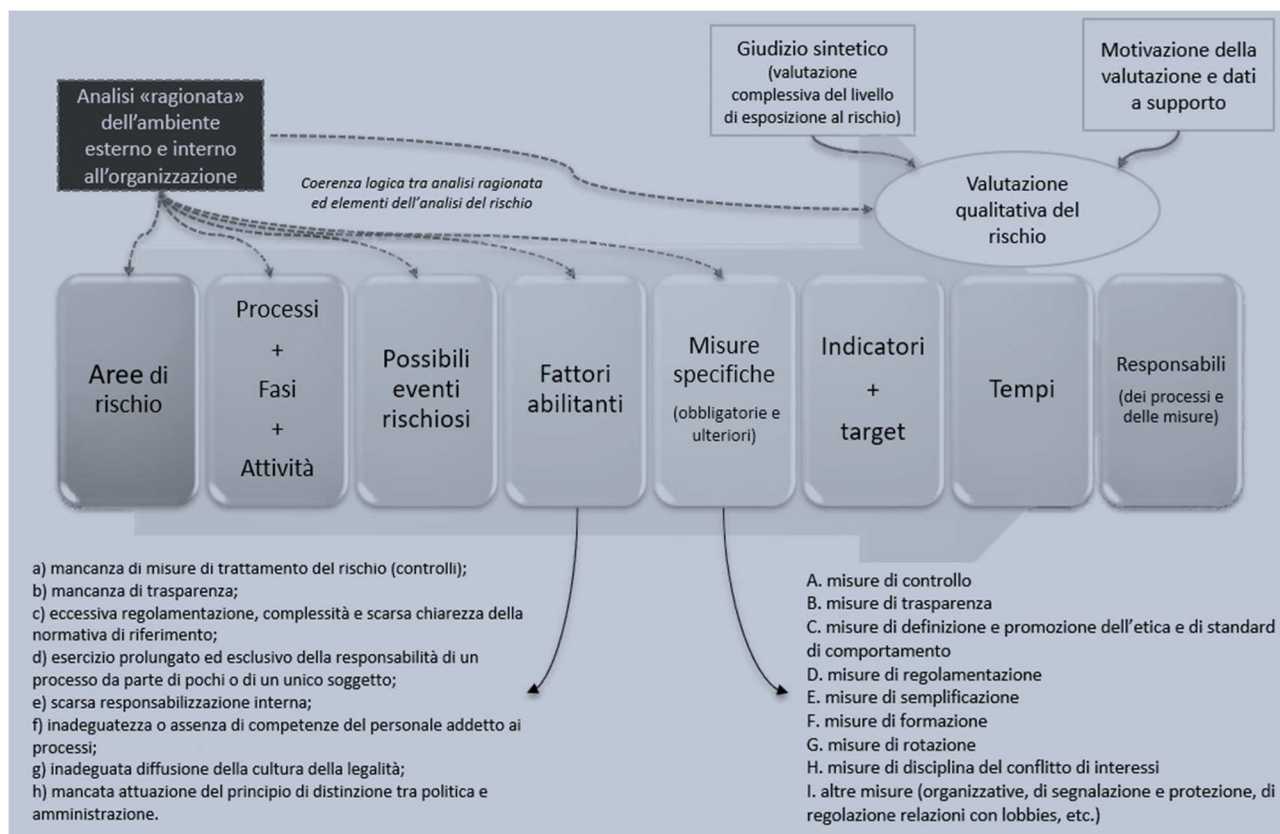 Giudizio sintetico
(valutazione
complessiva del livello
di esposizione al rischio)
Motivazione della
valutazione e dati
a supporto
Analisi «ragionata»
dell’ambiente
esterno e interno
all’organizzazione
Coerenza logica tra analisi ragionata
ed elementi dell’analisi del rischio
Valutazione
qualitativa del
rischio
Aree di
rischio
Processi
+
Fasi
+
Attività
Possibili
eventi
rischiosi
Fattori
abilitanti
Misure
specifiche
(obbligatorie e
ulteriori)
Indicatori
+
target
Tempi
Responsabili
(dei processi e
delle misure)
a) mancanza di misure di trattamento del rischio (controlli);
b) mancanza di trasparenza;
c) eccessiva regolamentazione, complessità e scarsa chiarezza della
normativa di riferimento;
d) esercizio prolungato ed esclusivo della responsabilità di un
processo da parte di pochi o di un unico soggetto;
e) scarsa responsabilizzazione interna;
f) inadeguatezza o assenza di competenze del personale addetto ai
processi;
g) inadeguata diffusione della cultura della legalità;
h) mancata attuazione del principio di distinzione tra politica e
amministrazione.
A. misure di controllo
B. misure di trasparenza
C. misure di definizione e promozione dell’etica e di standard
di comportamento
D. misure di regolamentazione
E. misure di semplificazione
F. misure di formazione
G. misure di rotazione
H. misure di disciplina del conflitto di interessi
I. altre misure (organizzative, di segnalazione e protezione, di
regolazione relazioni con lobbies, etc.)